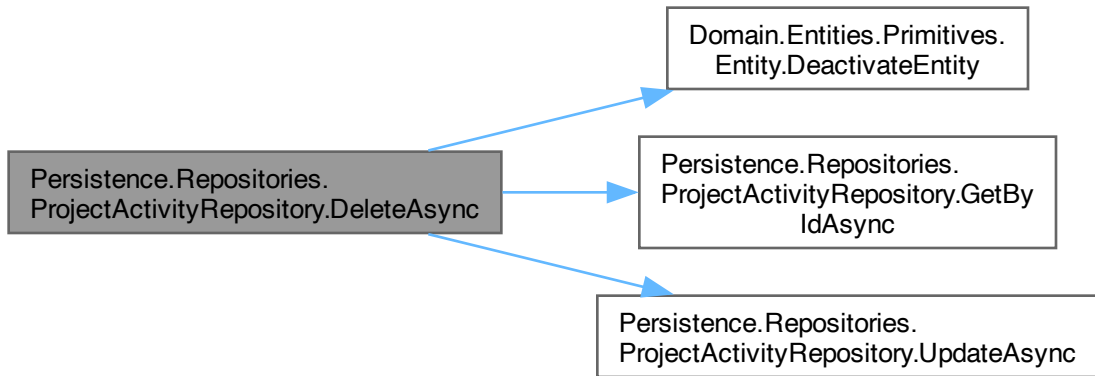 Persistence.Repositories.
ProjectActivityRepository.DeleteAsync
Domain.Entities.Primitives.
Entity.DeactivateEntity
Persistence.Repositories.
ProjectActivityRepository.GetBy
IdAsync
Persistence.Repositories.
ProjectActivityRepository.UpdateAsync